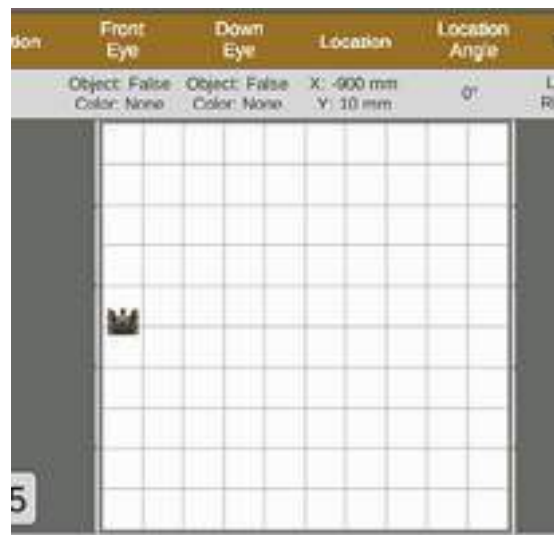 Front Eye
Down Eye
Location
Location Angle
Object: False
Color: None
Object: False
Color: None
X: -900 mm
Y: 10 mm
0°
5